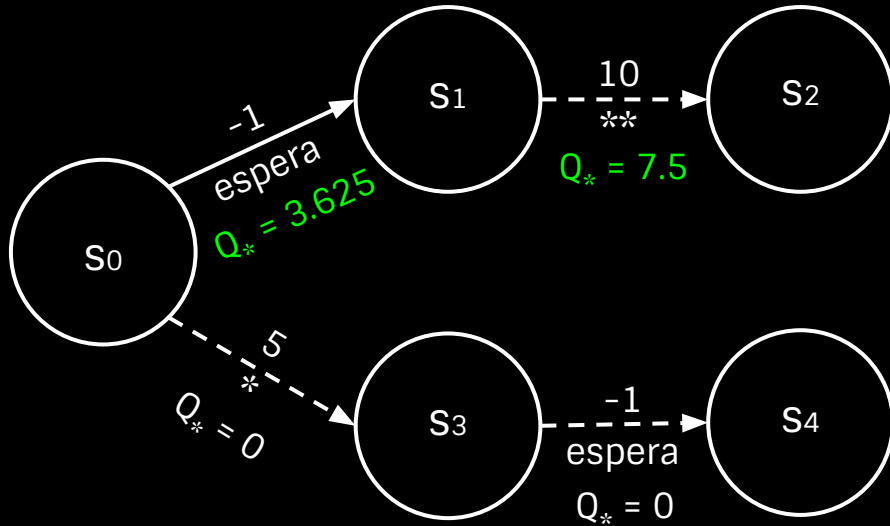 S0
-1
espera
Q* = 3.625
S1
10
**
Q* = 7.5
S2
5
*
Q* = 0
S3
-1
espera
Q* = 0
S4